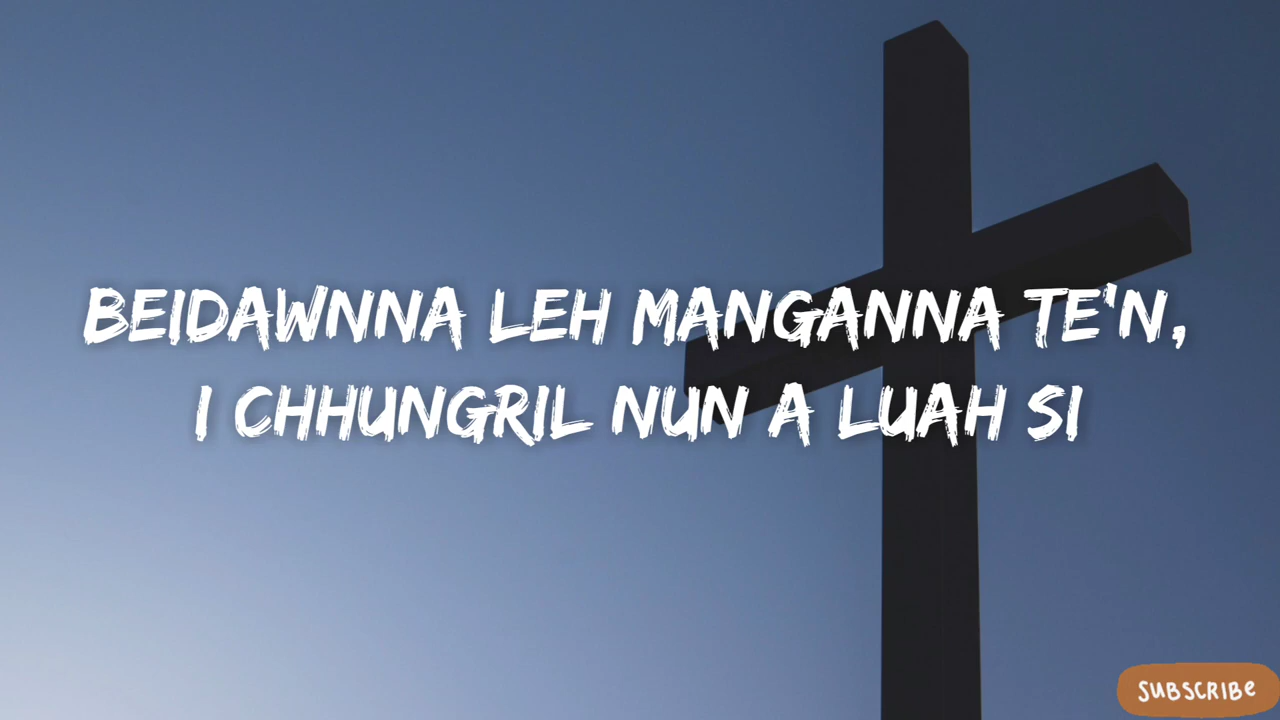 BEIDAWNNA LEH MANGANNA TE'N,
I CHHUNGRIL NUN A LUAH SI
SUBSCRIBE